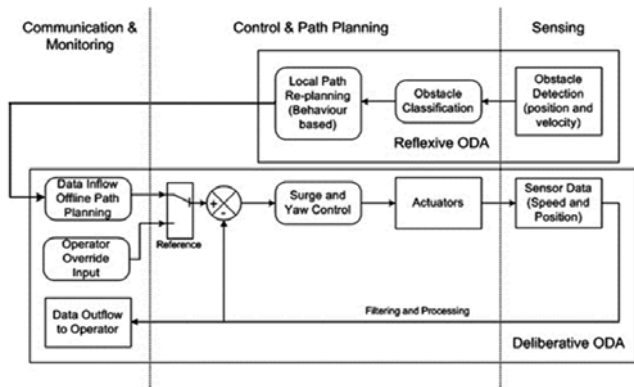 Communication &
Monitoring
Control & Path Planning
Sensing
Local Path
Re-planning
(Behaviour
based)
Obstacle
Classification
Obstacle
Detection
(position and
velocity)
Reflexive ODA
Data Inflow
Offline Path
Planning
Operator
Override
Input
Reference
+
-
Surge and
Yaw Control
Actuators
Sensor Data
(Speed and
Position)
Data Outflow
to Operator
Filtering and Processing
Deliberative ODA